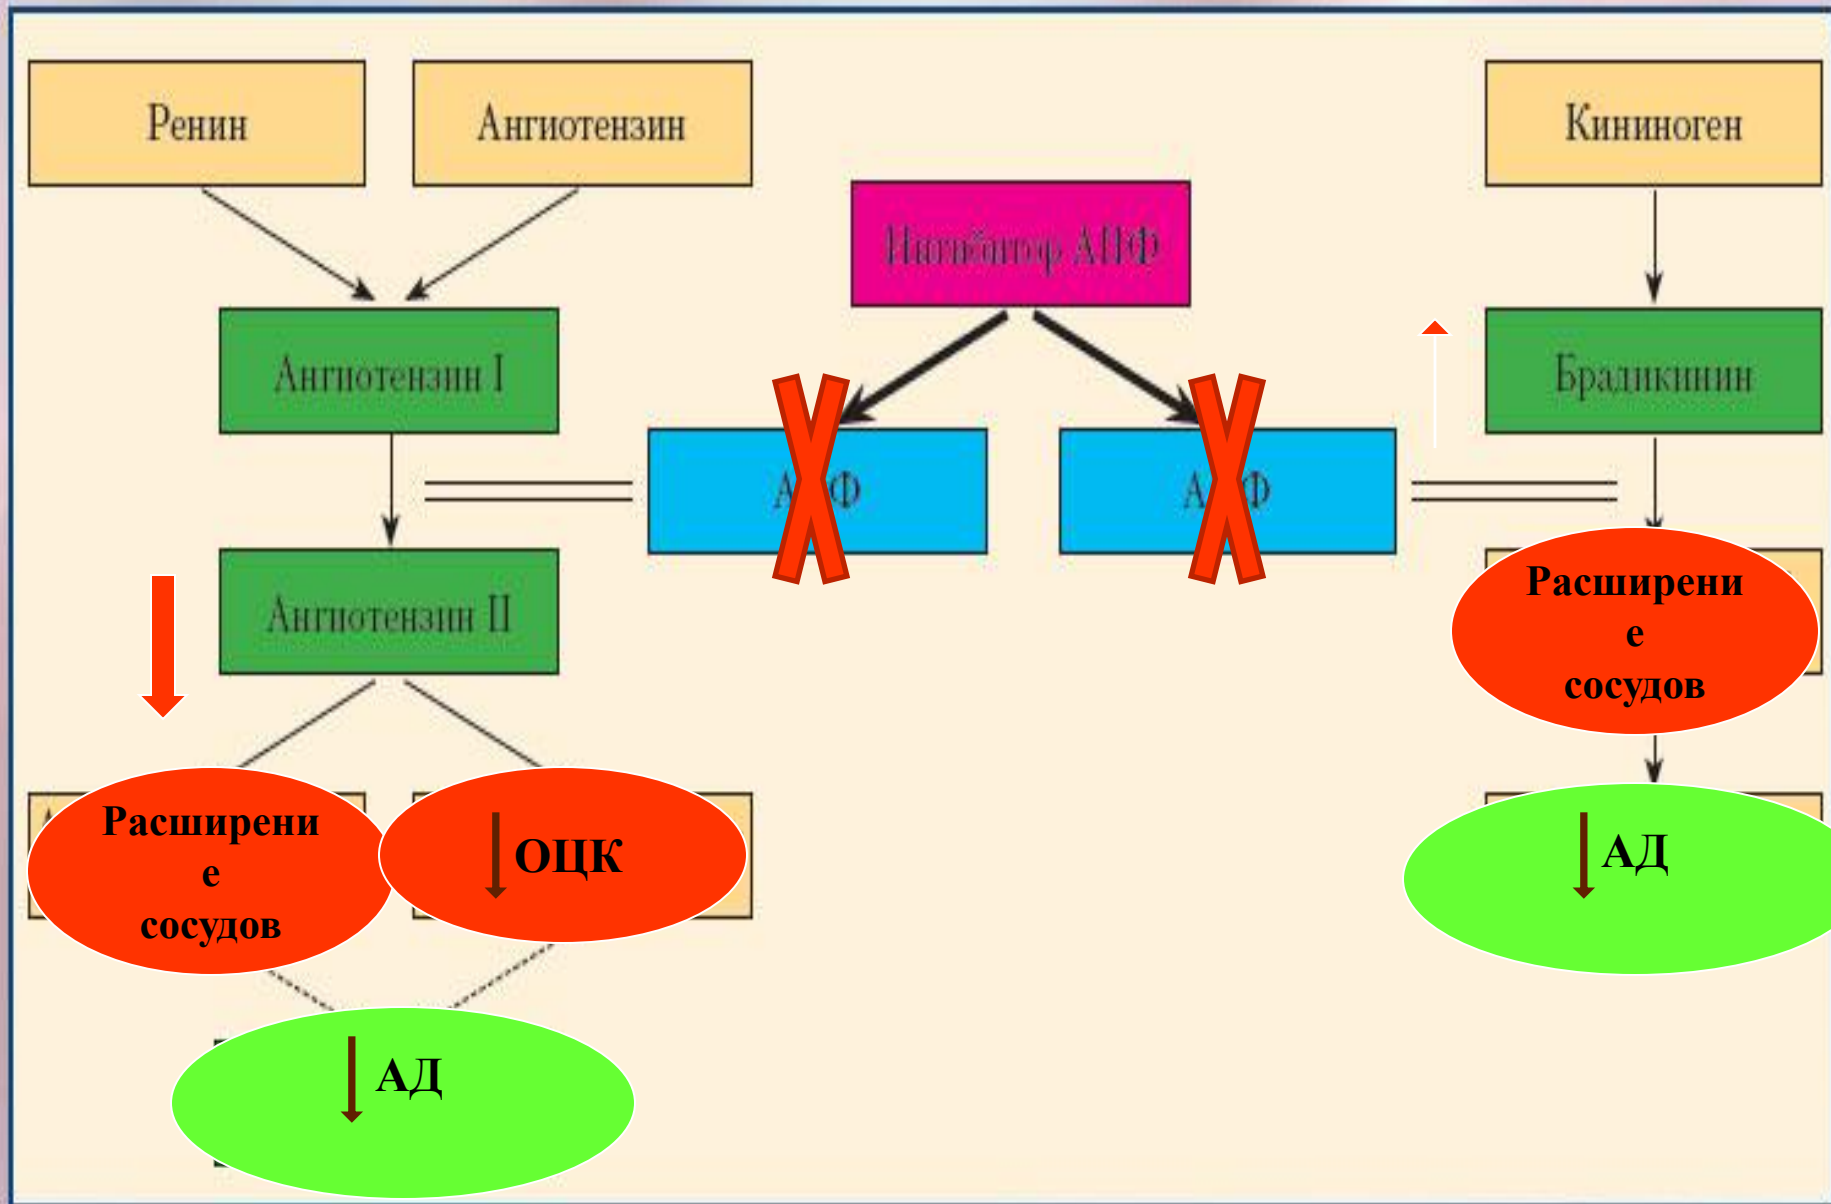 Ренин
Ангиотензин
Кининоген
Ингибитор АПФ
Ангиотензин I
Брадикинин
Ангиотензин II
Расширени
е
сосудов
Расширени
е
сосудов
ОЦК
АД
АД